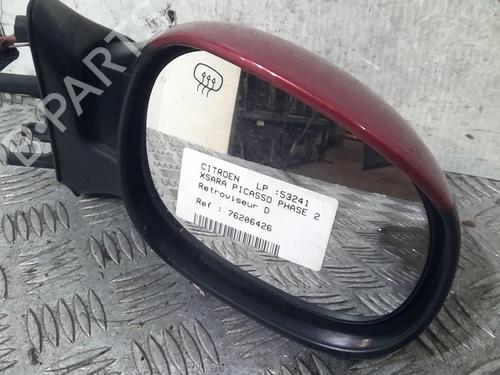 B-PARTS
CITROEN LP :53241
XSARA PICASSO PHASE 2
Retroviseur D
Ref : 76206426